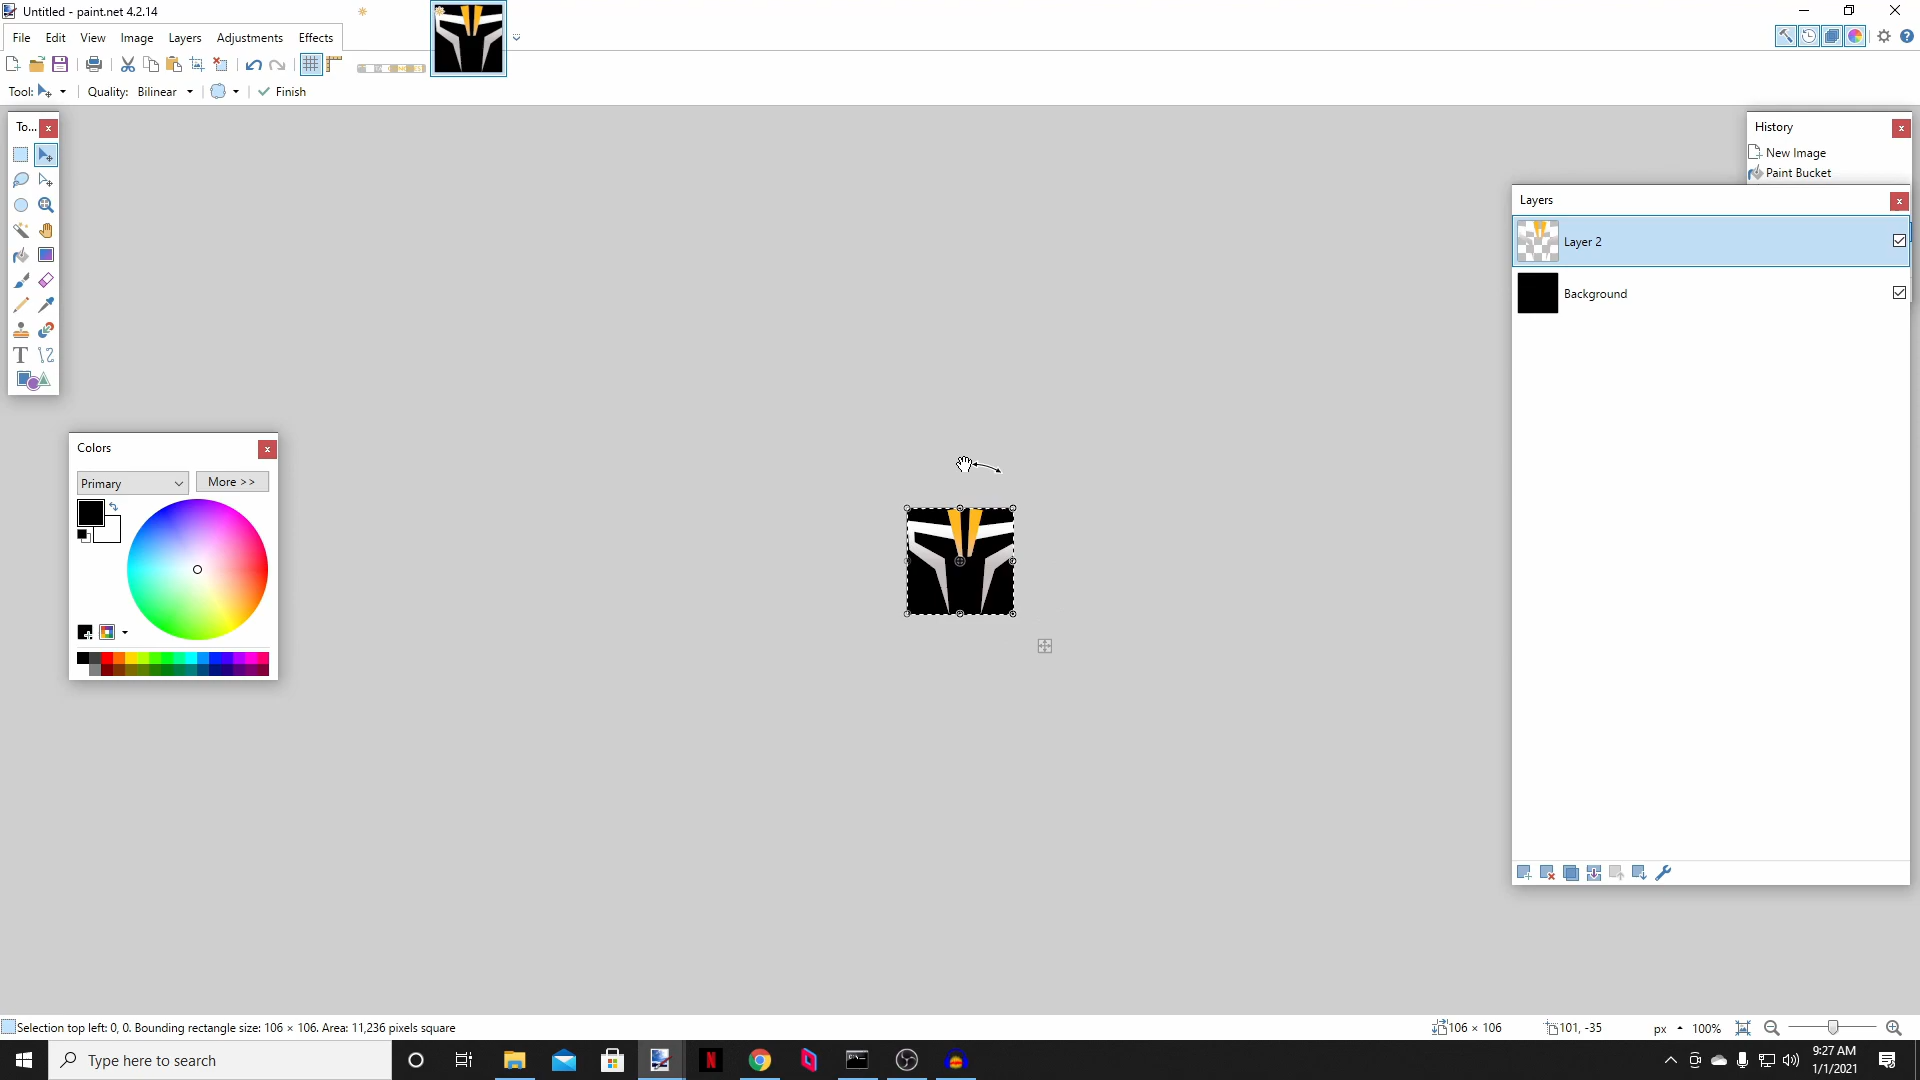 Untitled - paint.net 4.2.14
File Edit View Image Layers Adjustments Effects
Tool: Quality: Bilinear Finish
To...
T
History
New Image
Paint Bucket
Layers
Layer 2
Background
Colors
Primary More >>
Selection top left: 0, 0. Bounding rectangle size: 106 × 106. Area: 11,236 pixels square
106 × 106 101, -35 px 100%
Type here to search
9:27 AM
1/1/2021